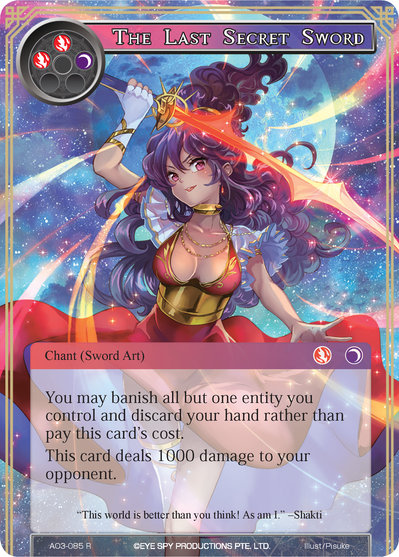 The Last Secret Sword
Chant (Sword Art)
You may banish all but one entity you
control and discard your hand rather than
pay this card's cost.
This card deals 1000 damage to your
opponent.
“This world is better than you think! As am I.” –Shakti
A03-085 R ©EYE SPY PRODUCTIONS PTE. LTD. Illust/Pisuke